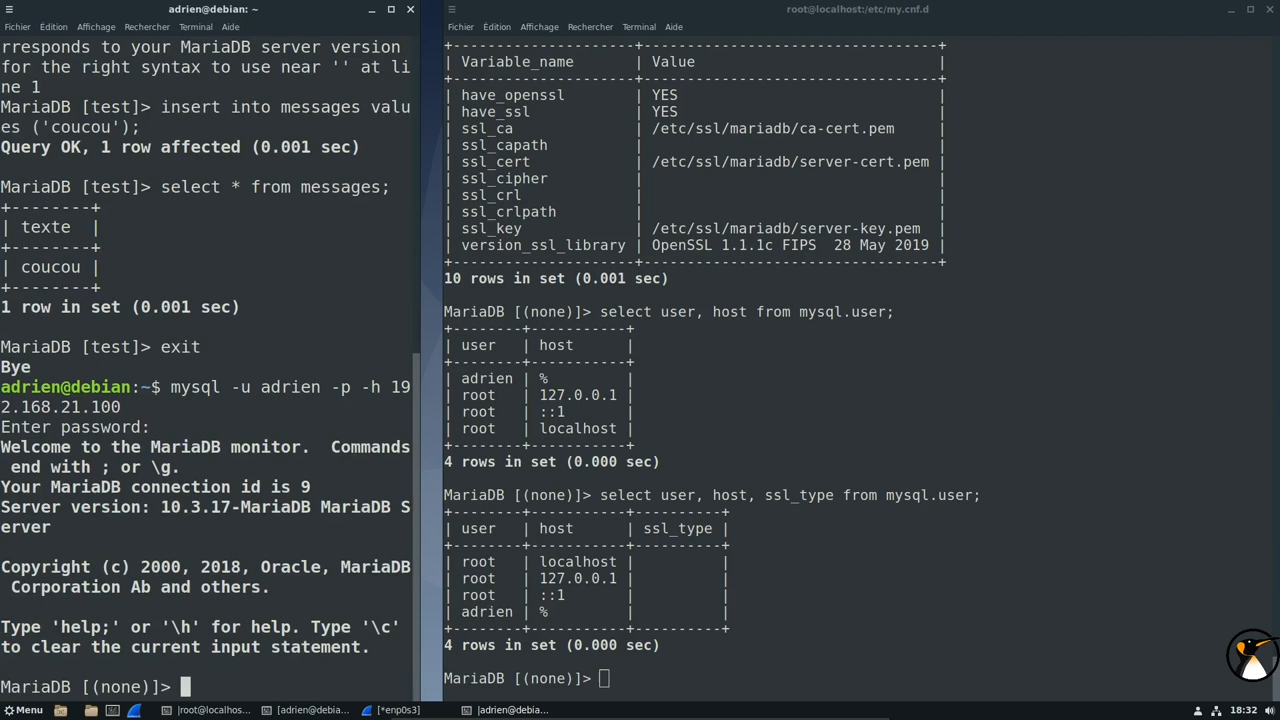 adrien@debian: ~
Fichier Édition Affichage Rechercher Terminal Aide
rresponds to your MariaDB server version
for the right syntax to use near '' at li
ne 1
MariaDB [test]> insert into messages valu
es ('coucou');
Query OK, 1 row affected (0.001 sec)
MariaDB [test]> select * from messages;
+--------+
| texte  |
+--------+
| coucou |
+--------+
1 row in set (0.001 sec)
MariaDB [test]> exit
Bye
adrien@debian:~$ mysql -u adrien -p -h 19
2.168.21.100
Enter password:
Welcome to the MariaDB monitor.  Commands
 end with ; or \g.
Your MariaDB connection id is 9
Server version: 10.3.17-MariaDB MariaDB S
erver
Copyright (c) 2000, 2018, Oracle, MariaDB
 Corporation Ab and others.
Type 'help;' or '\h' for help. Type '\c'
to clear the current input statement.
MariaDB [(none)]>
root@localhost:/etc/my.cnf.d
Fichier Édition Affichage Rechercher Terminal Aide
+---------------------+--------------------------------+
| Variable_name       | Value                          |
+---------------------+--------------------------------+
| have_openssl        | YES                            |
| have_ssl            | YES                            |
| ssl_ca              | /etc/ssl/mariadb/ca-cert.pem   |
| ssl_capath          |                                |
| ssl_cert            | /etc/ssl/mariadb/server-cert.pem |
| ssl_cipher          |                                |
| ssl_crl             |                                |
| ssl_crlpath         |                                |
| ssl_key             | /etc/ssl/mariadb/server-key.pem |
| version_ssl_library | OpenSSL 1.1.1c FIPS  28 May 2019 |
+---------------------+--------------------------------+
10 rows in set (0.001 sec)
MariaDB [(none)]> select user, host from mysql.user;
+--------+-----------+
| user   | host      |
+--------+-----------+
| adrien | %         |
| root   | 127.0.0.1 |
| root   | ::1       |
| root   | localhost |
+--------+-----------+
4 rows in set (0.000 sec)
MariaDB [(none)]> select user, host, ssl_type from mysql.user;
+--------+-----------+----------+
| user   | host      | ssl_type |
+--------+-----------+----------+
| root   | localhost |          |
| root   | 127.0.0.1 |          |
| root   | ::1       |          |
| adrien | %         |          |
+--------+-----------+----------+
4 rows in set (0.000 sec)
MariaDB [(none)]>
Menu |root@localhos... [adrien@debia... [*enp0s3] |adrien@debia... 18:32